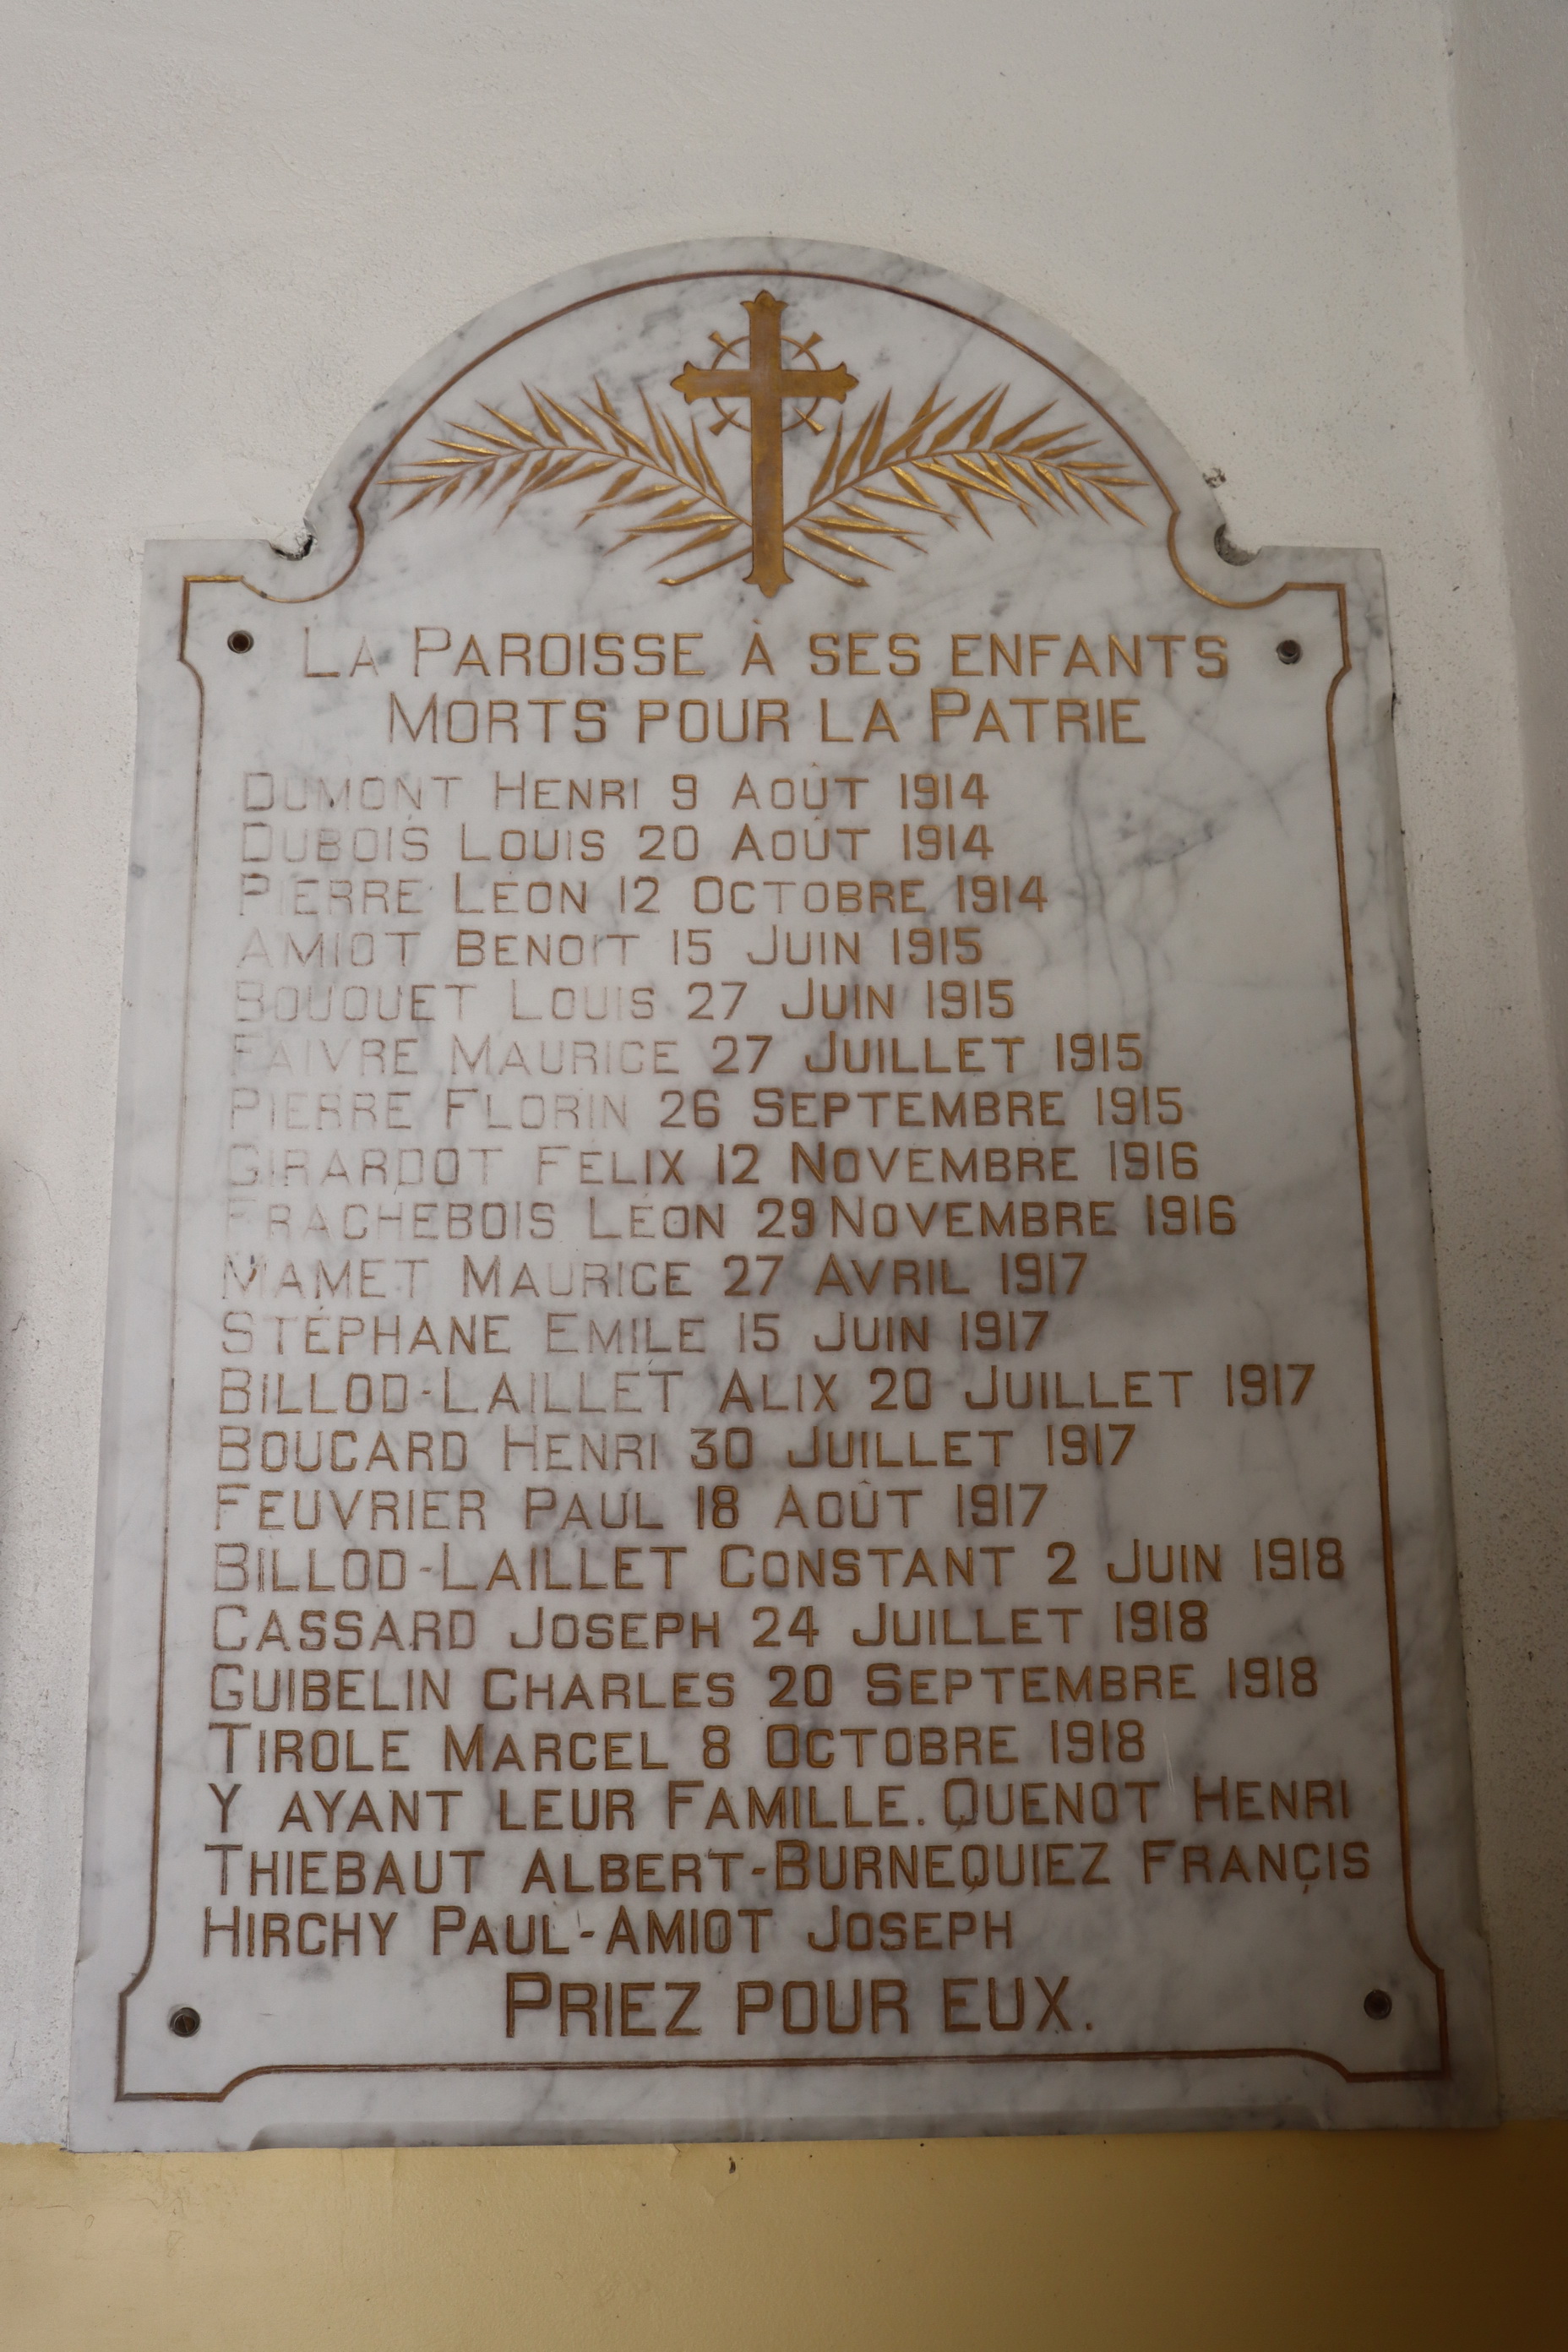 LA PAROISSE À SES ENFANTS
MORTS POUR LA PATRIE
DUMONT HENRI 9 AOÛT 1914
DUBOIS LOUIS 20 AOÛT 1914
PIERRE LÉON 12 OCTOBRE 1914
AMIOT BENOIT 15 JUIN 1915
BOUQUET LOUIS 27 JUIN 1915
FAIVRE MAURICE 27 JUILLET 1915
PIERRE FLORIN 26 SEPTEMBRE 1915
GIRARDOT FÉLIX 12 NOVEMBRE 1916
FRACHEBOIS LÉON 29 NOVEMBRE 1916
MAMET MAURICE 27 AVRIL 1917
STÉPHANE EMILE 15 JUIN 1917
BILLOD-LAILLET ALIX 20 JUILLET 1917
BOUCARD HENRI 30 JUILLET 1917
FEUVRIER PAUL 18 AOÛT 1917
BILLOD-LAILLET CONSTANT 2 JUIN 1918
CASSARD JOSEPH 24 JUILLET 1918
GUIBELIN CHARLES 20 SEPTEMBRE 1918
TIROLE MARCEL 8 OCTOBRE 1918
Y AYANT LEUR FAMILLE. QUENOT HENRI
THIEBAUT ALBERT-BURNEQUIEZ FRANÇIS
HIRCHY PAUL-AMIOT JOSEPH
PRIEZ POUR EUX.